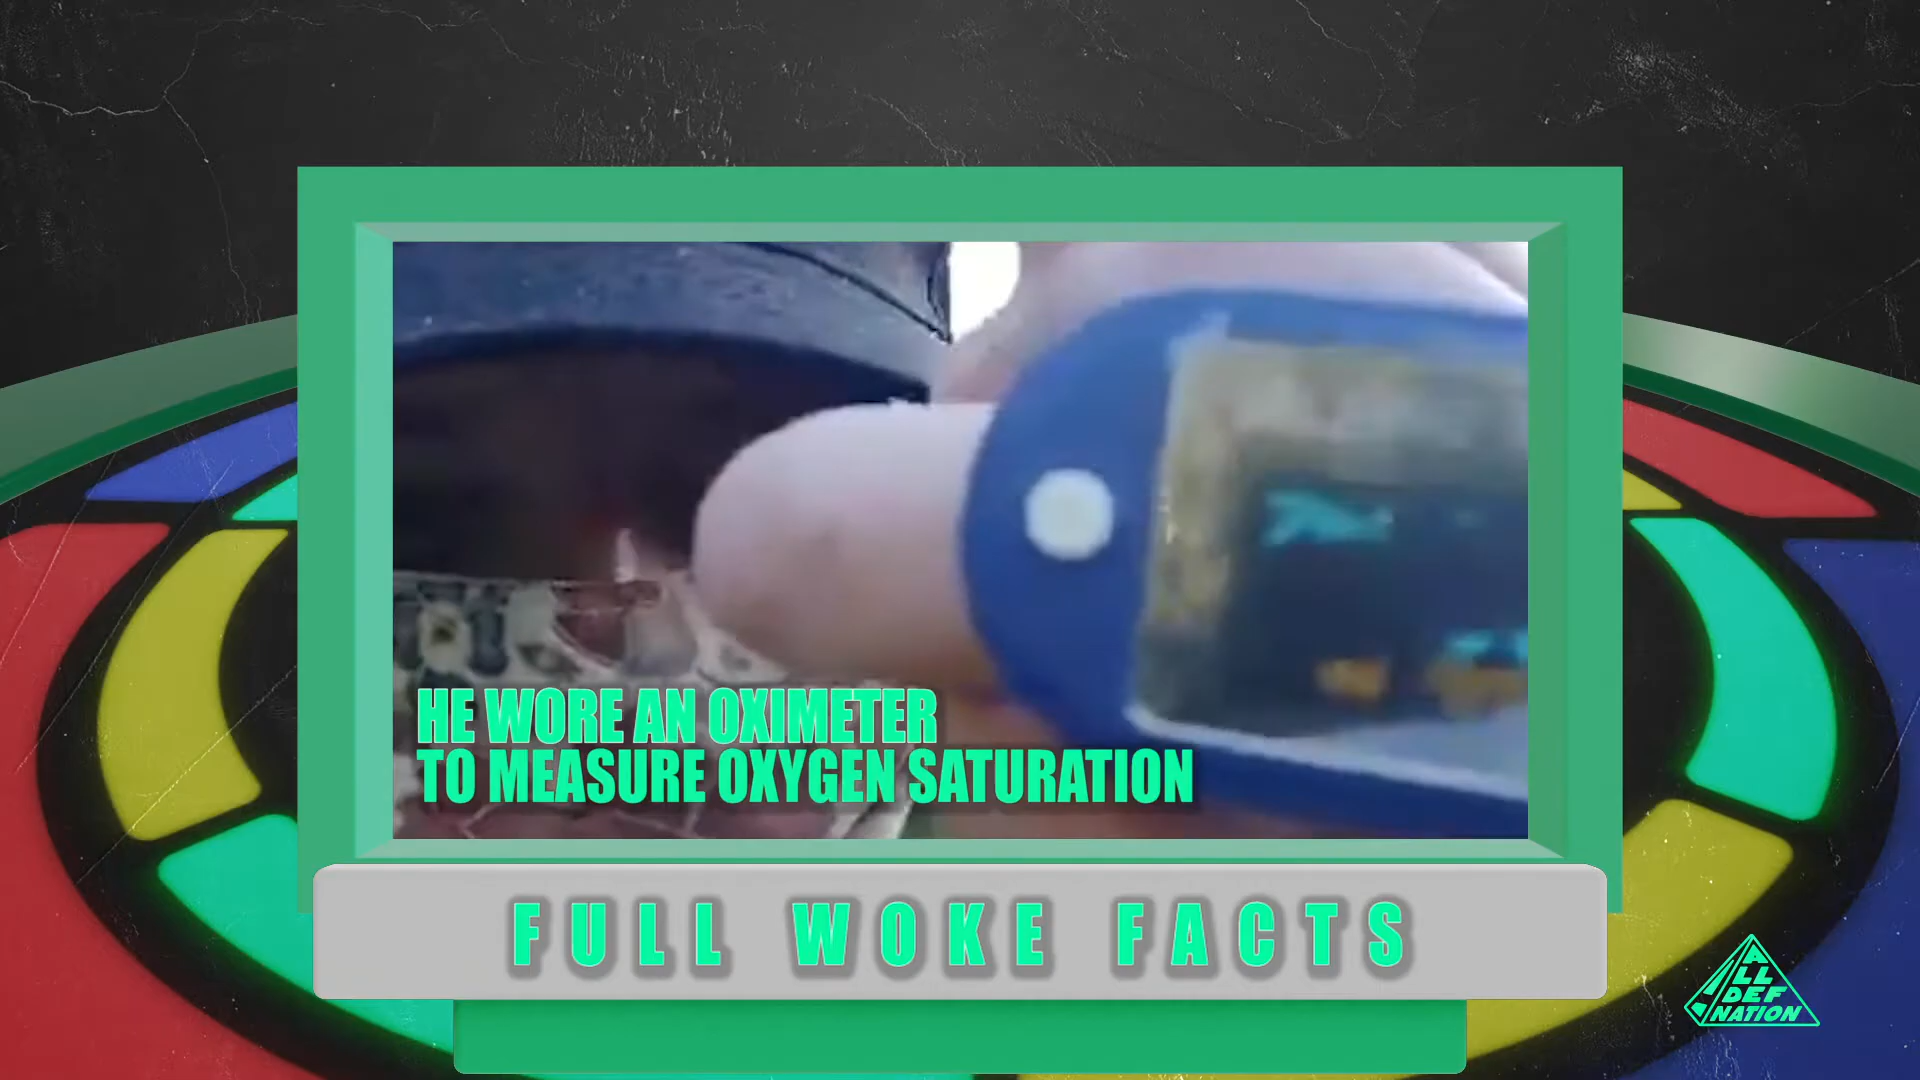 HE WORE AN OXIMETER
TO MEASURE OXYGEN SATURATION
FULL WOKE FACTS
ALL
DEF
NATION